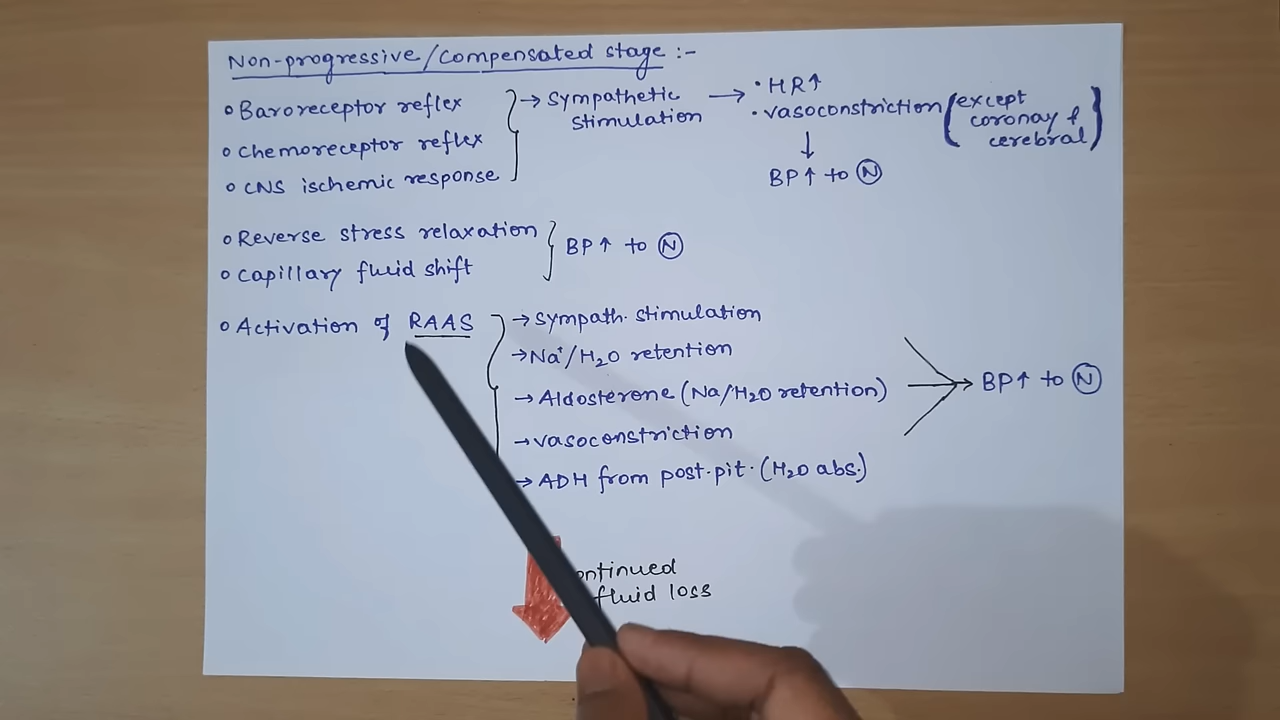 Non-progressive/compensated stage :-
• Baroreceptor reflex
• Chemoreceptor reflex
• CNS ischemic response
→ Sympathetic
stimulation
→ • HR↑
• vasoconstriction (except
coronay &
cerebral)
↓
BP↑ to Ⓝ
• Reverse stress relaxation
• Capillary fluid shift
BP↑ to Ⓝ
• Activation of RAAS
→ Sympath. stimulation
→ Na⁺/H₂O retention
→ Aldosterone (Na/H₂O retention)
→ vasoconstriction
→ ADH from post.pit. (H₂O abs.)
→ BP↑ to Ⓝ
ontinued
fluid loss